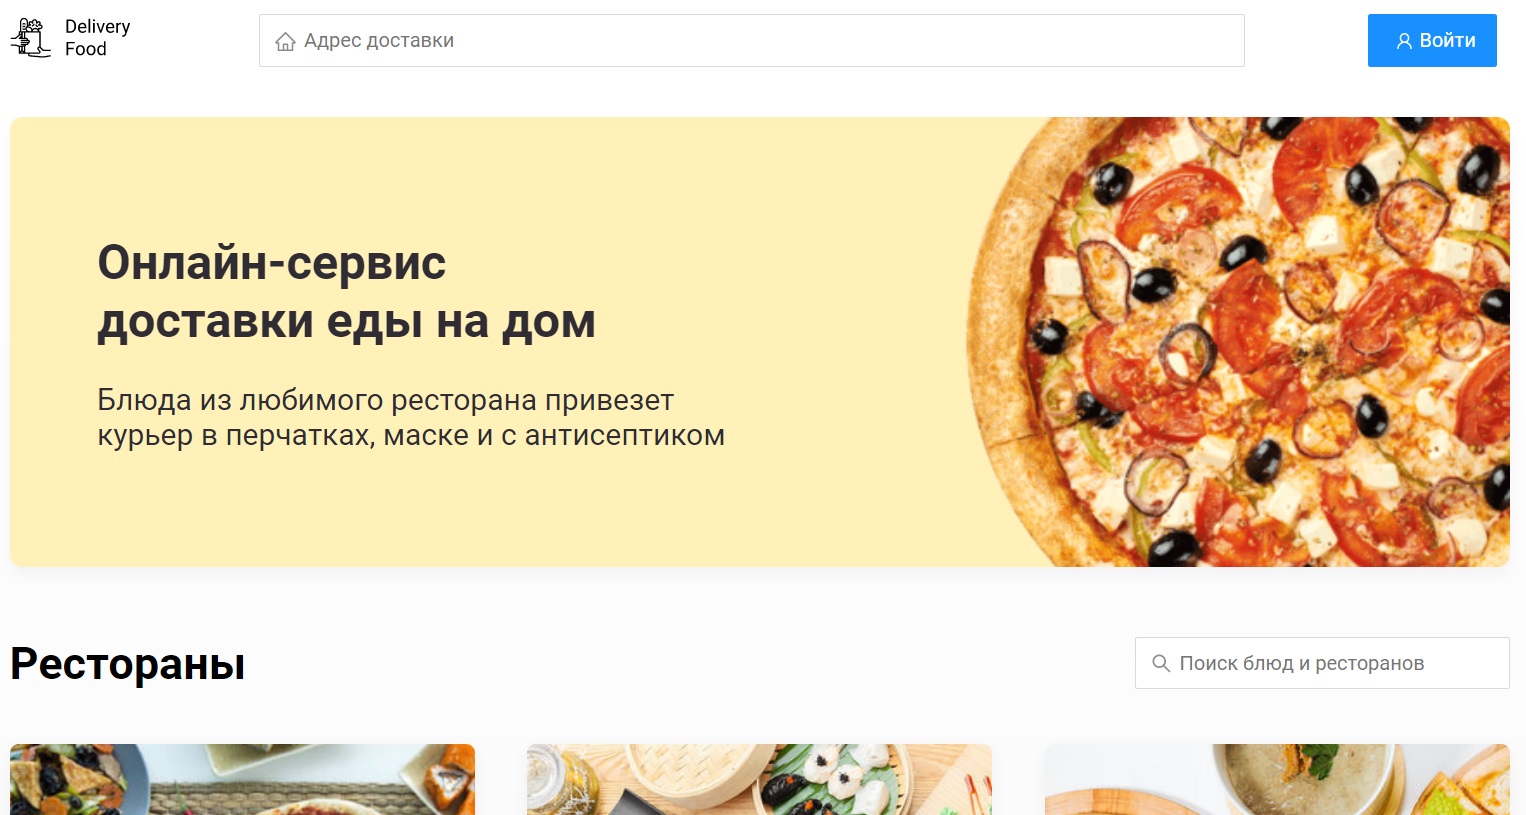 Delivery
Food
Адрес доставки
Войти
Онлайн-сервис
доставки еды на дом
Блюда из любимого ресторана привезет
курьер в перчатках, маске и с антисептиком
Рестораны
Поиск блюд и ресторанов